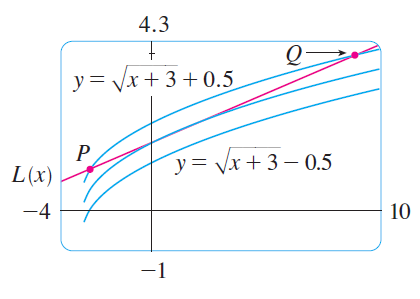 4.3
Q
y = √x + 3 + 0.5
P
L(x)
y = √x + 3 – 0.5
–4
10
–1